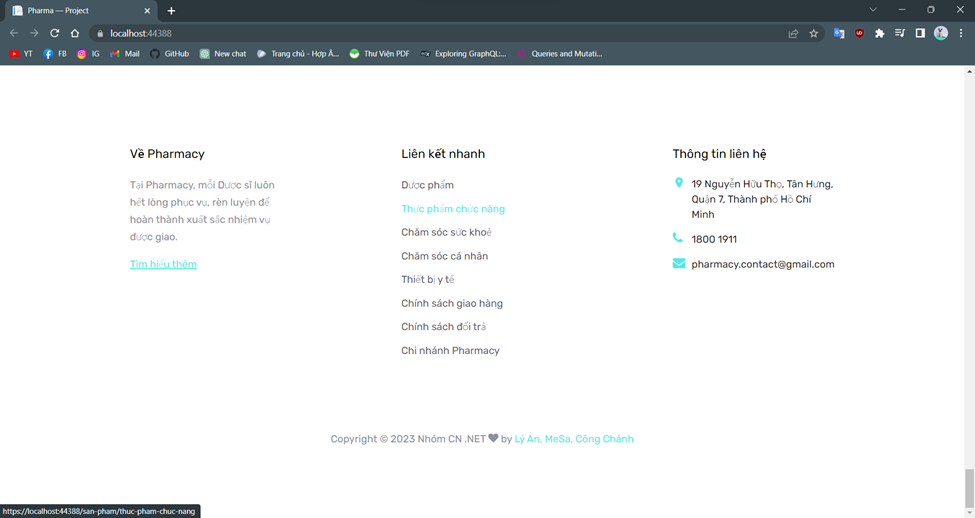 Pharma — Project
localhost:44388
YT
FB
IG
Mail
GitHub
New chat
Trang chủ - Hợp Â...
Thư Viện PDF
Exploring GraphQL:...
Queries and Mutati...
Về Pharmacy
Tại Pharmacy, mỗi Dược sĩ luôn
hết lòng phục vụ, rèn luyện để
hoàn thành xuất sắc nhiệm vụ
được giao.
Tìm hiểu thêm
Liên kết nhanh
Dược phẩm
Thực phẩm chức năng
Chăm sóc sức khoẻ
Chăm sóc cá nhân
Thiết bị y tế
Chính sách giao hàng
Chính sách đổi trả
Chi nhánh Pharmacy
Thông tin liên hệ
19 Nguyễn Hữu Thọ, Tân Hưng,
Quận 7, Thành phố Hồ Chí
Minh
1800 1911
pharmacy.contact@gmail.com
Copyright © 2023 Nhóm CN .NET ♥ by Lý An, MeSa, Công Chánh
https://localhost:44388/san-pham/thuc-pham-chuc-nang